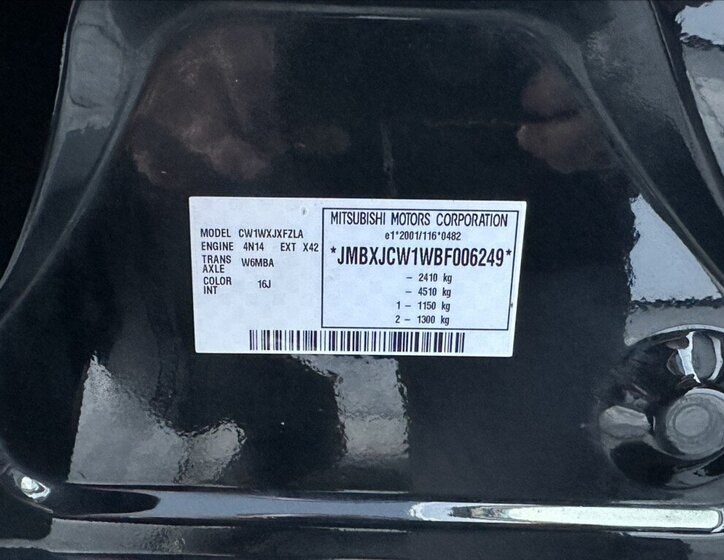 MODEL CW1WXJXFZLA
ENGINE 4N14 EXT X42
TRANS AXLE W6MBA
COLOR INT 16J
MITSUBISHI MOTORS CORPORATION
e1*2001/116*0482
*JMBXJCW1WBF006249*
- 2410 kg
- 4510 kg
1 - 1150 kg
2 - 1300 kg